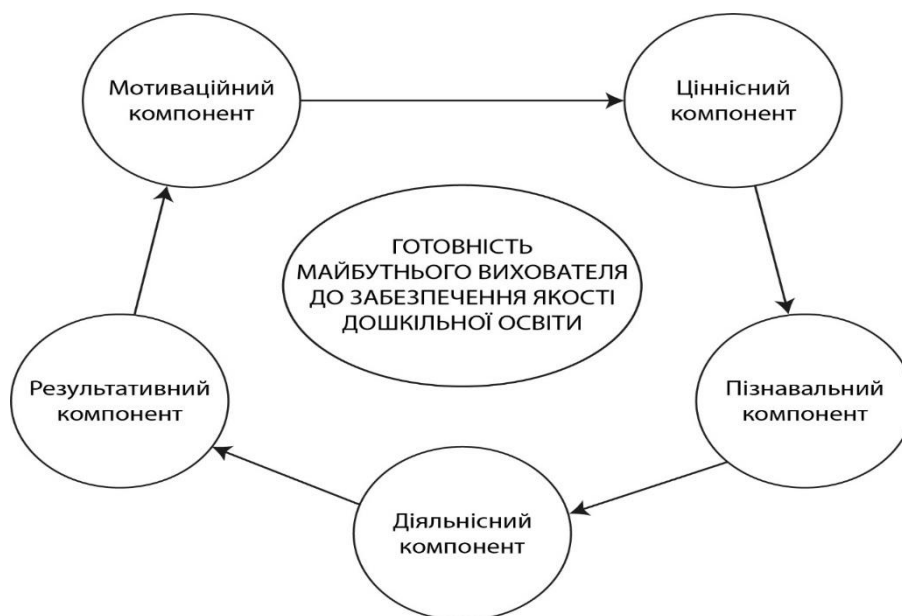 Мотиваційний
компонент
Ціннісний
компонент
ГОТОВНІСТЬ
МАЙБУТНЬОГО ВИХОВАТЕЛЯ
ДО ЗАБЕЗПЕЧЕННЯ ЯКОСТІ
ДОШКІЛЬНОЇ ОСВІТИ
Результативний
компонент
Пізнавальний
компонент
Діяльнісний
компонент